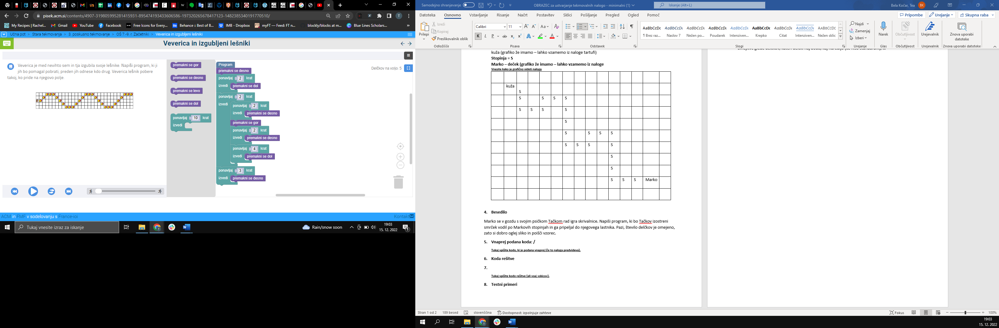 pisek.acm.si/contents/4907-319805995281415931-895474193433606586-197320265678417123-1482385340191770510/
My Recipes | Rachel... Gmail YouTube Facebook Free Icons for Every... Behance :: Best of B... IMB - Dropbox myFT — Feed: FT n... blockly/blocks at m... Blue Lines Scholars... »
Učna pot > Stara tekmovanja > 3. poskusno tekmovanje > OŠ 7.-9. r. Začetniki > Veverica in izgubljeni lešniki
Veverica in izgubljeni lešniki
Veverica je med nevihto sem in tja izgubila svoje lešnike. Napiši program, ki ji
jih bo pomagal pobrati, preden jih odnese kdo drug. Veverica lešnik pobere
takoj, ko pride na njegovo polje.
premakni se gor
premakni se desno
premakni se levo
premakni se dol
ponavljaj 10 krat
izvedi
Program
premakni se desno
ponavljaj 2 krat
izvedi premakni se dol
ponavljaj 2 krat
izvedi ponavljaj 2 krat
izvedi premakni se desno
premakni se gor
ponavljaj 2 krat
izvedi premakni se desno
ponavljaj 4 krat
izvedi premakni se dol
ponavljaj 3 krat
izvedi premakni se desno
Delčkov na voljo: 5
ACM in FMF v sodelovanju s France-ioi
Kontakt
Tukaj vnesite izraz za iskanje
Rain/snow soon
19:03
15. 12. 2022
Samodejno shranjevanje
OBRAZEC za ustvarjanje tekmovalnih nalogo - minimalni (1)
Iskanje (Alt+L)
Bela Kočar, Tea BK
Datoteka Osnovno Vstavljanje Risanje Načrt Postavitev Sklici Pošiljanje Pregled Ogled Pomoč
Pripombe Urejanje Skupna raba
Prilepi
Izreži
Kopiraj
Preslikovalnik oblik
Odložišče
Calibri 11
K L P ab
Pisava
Odstavek
AaBbCcDc AaBbCcDc AaBbCcDc AaBbCcDc AaBbCcDc AaBbCcDc AaBbCcDc AaBbCcDc AABBCCDC
¶ Brez raz... Naslov 7 Nežen po... Poudarek Intenziven... Krepko Citat Intenziven... Nežen sklic
Slogi
Najdi
Zamenjaj
Izberi
Urejanje
Narek
Glas
Občutljivost
Občutljivost
Urejevalnik
Urejevalnik
Znova uporabi
datoteke
Znova uporabi datoteke
kuža (grafiko že imamo – lahko vzamemo iz naloge tartufi)
Stopinja = S
Marko – deček (grafiko že imamo – lahko vzamemo iz naloge
Vnesite kako je grafično videti naloga
kuža
S
S S S S
S S S S
S
S S S S
S S S S
S
S
S S S Marko
4. Besedilo
Marko se v gozdu s svojim psičkom Tačkom rad igra skrivalnice. Napiši program, ki bo Tačkov izostreni
smrček vodil po Markovih stopinjah in ga pripeljal do njegovega lastnika. Pazi, število delčkov je omejeno,
zato si dobro oglej sliko in poišči vzorec.
5. Vnaprej podana koda: /
Tukaj vpišite kodo, ki je podana vnaprej (če to naloga predvideva).
6. Koda rešitve
7.
Tukaj vpišite kodo rešitve (ali vsaj »skico«).
8. Testni primeri
Stran 1 od 2 189 besed slovenščina Dostopnost: izpolnjuje zahteve
Fokus
100%
19:03
15. 12. 2022